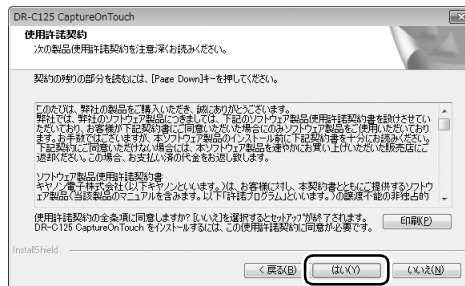 DR-C125 CaptureOnTouch
使用許諾契約
次の製品使用許諾契約を注意深くお読みください。
契約の残りの部分を読むには、[Page Down]キーを押してください。
このたびは、弊社の製品をご購入いただき、誠にありがとうございます。
弊社では、弊社のソフトウェア製品につきましては、下記のソフトウェア製品使用許諾契約書を設けさせてい
ただいており、お客様が下記契約書にご同意いただいた場合にのみソフトウェア製品をご使用いただいており
ます。お手数ではございますが、本ソフトウェア製品のインストール前に下記契約書を十分にお読みください。
下記契約にご同意いただけない場合には、本ソフトウェア製品を速やかにお買い上げいただいた販売店にご
返却ください。この場合、お支払い済の代金をお返し致します。
ソフトウェア製品使用許諾契約書
キヤノン電子株式会社(以下キヤノンといいます。)は、お客様に対し、本契約書とともにご提供するソフトウ
ェア製品(当該製品のマニュアルを含みます。以下「許諾プログラム」といいます。)の譲渡不能の非独占的
使用許諾契約の全条項に同意しますか? [いいえ]を選択するとセットアップが終了されます。
DR-C125 CaptureOnTouch をインストールするには、この使用許諾契約に同意が必要です。
印刷(P)
InstallShield
< 戻る(B)
はい(Y)
いいえ(N)